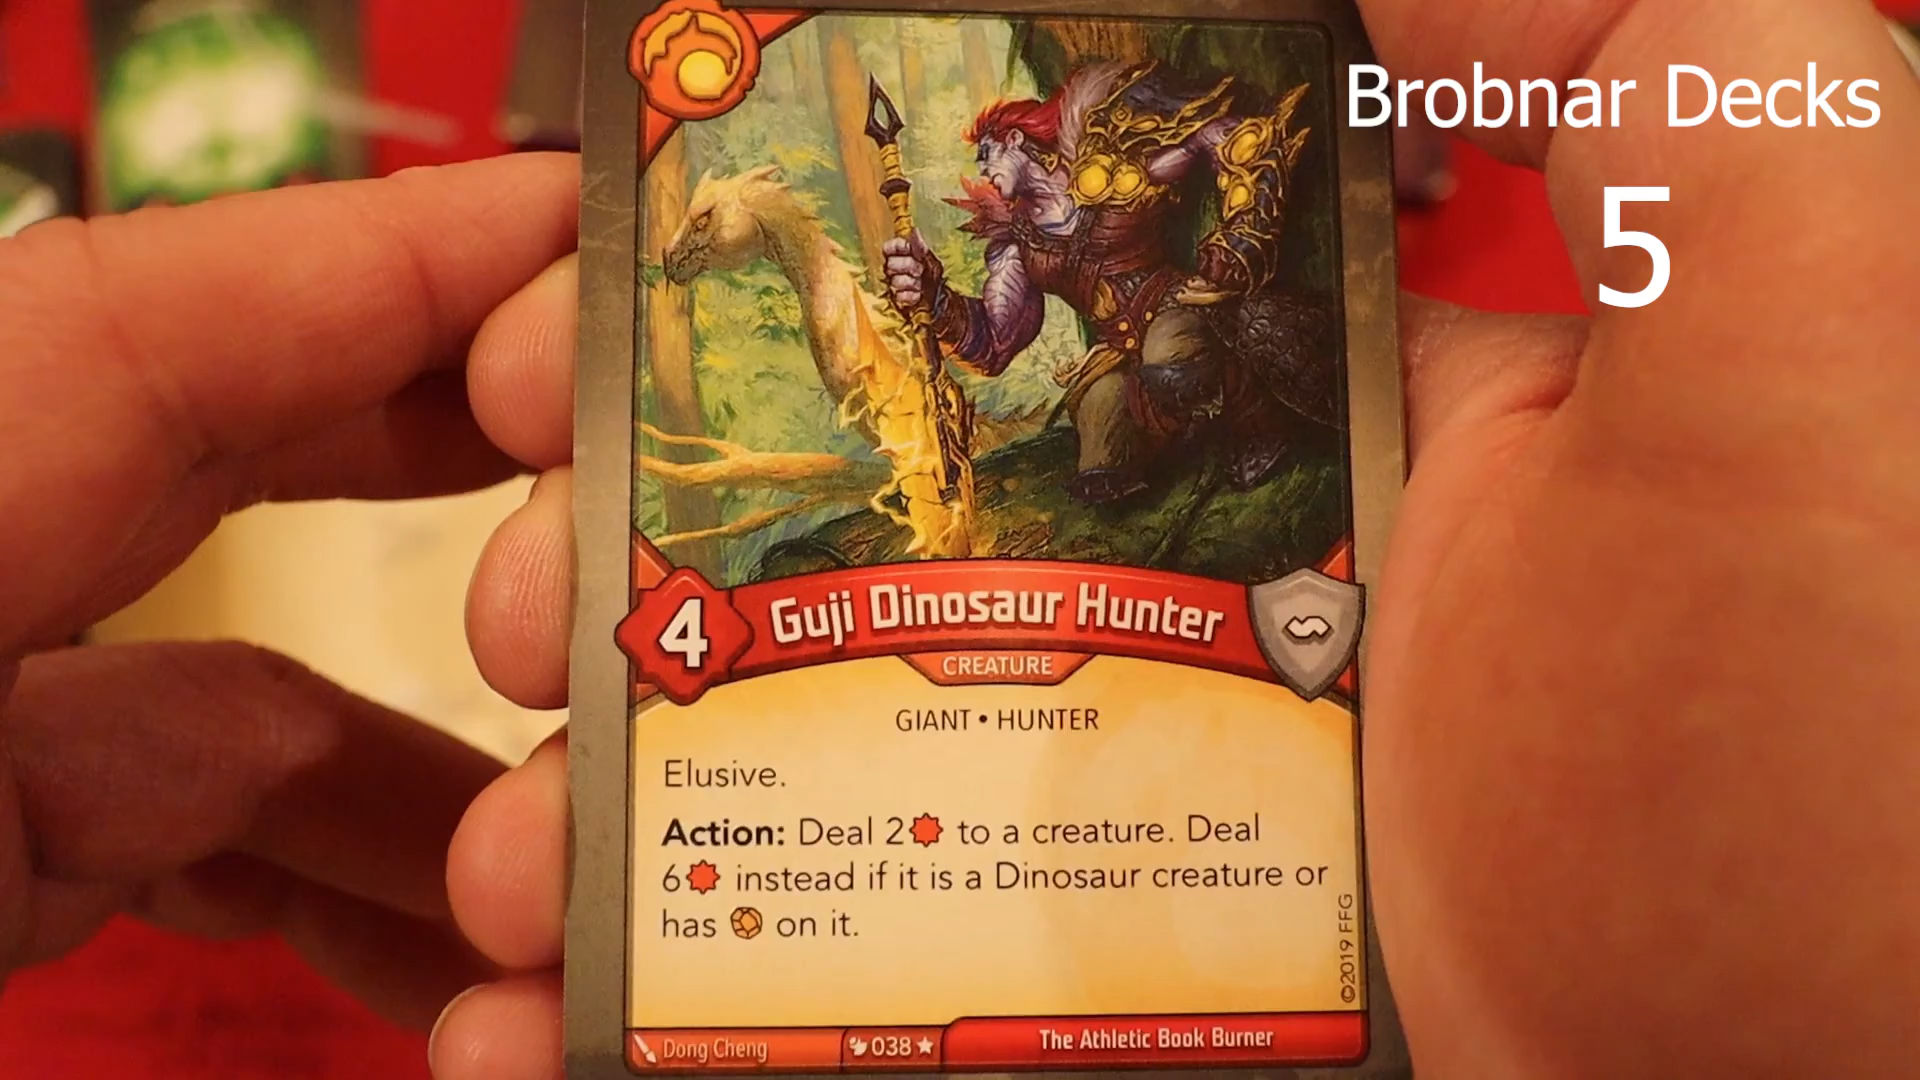 Brobnar Decks
5
4
Guji Dinosaur Hunter
CREATURE
GIANT • HUNTER
Elusive.
Action: Deal 2 to a creature. Deal
6 instead if it is a Dinosaur creature or
has on it.
©2019 FFG
Dong Cheng
038
The Athletic Book Burner